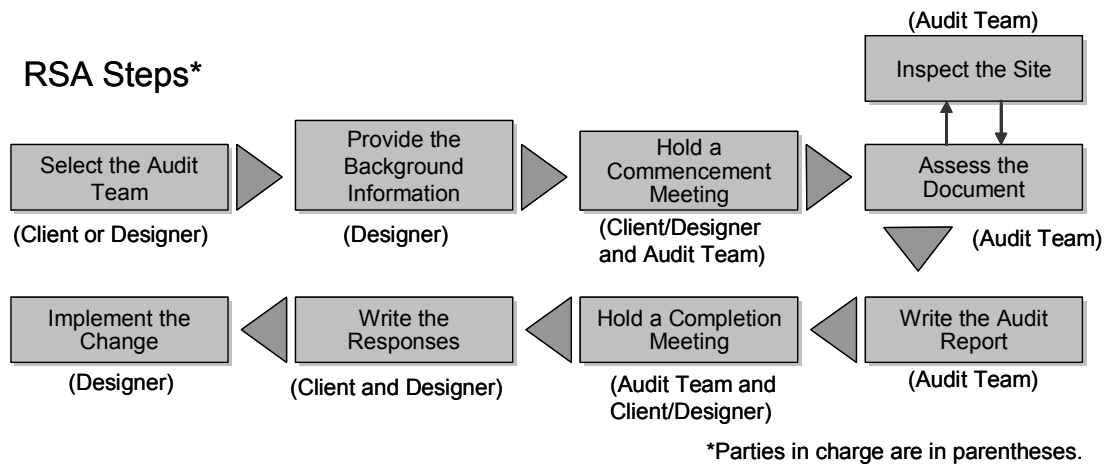 RSA Steps*
Select the Audit
Team
(Client or Designer)
Provide the
Background
Information
(Designer)
Hold a
Commencement
Meeting
(Client/Designer
and Audit Team)
(Audit Team)
Inspect the Site
Assess the
Document
(Audit Team)
Write the Audit
Report
(Audit Team)
Hold a Completion
Meeting
(Audit Team and
Client/Designer)
Write the
Responses
(Client and Designer)
Implement the
Change
(Designer)
*Parties in charge are in parentheses.